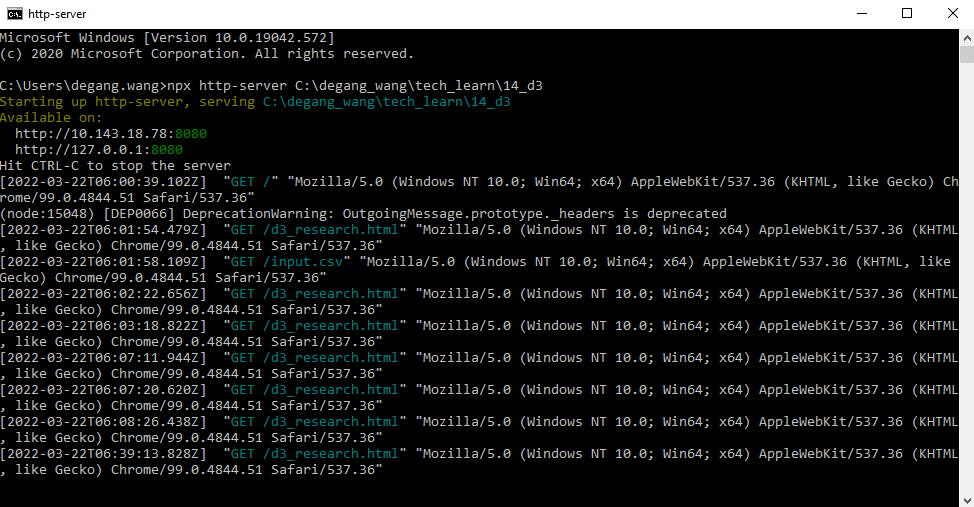 http-server
Microsoft Windows [Version 10.0.19042.572]
(c) 2020 Microsoft Corporation. All rights reserved.
C:\Users\degang.wang>npx http-server C:\degang_wang\tech_learn\14_d3
Starting up http-server, serving C:\degang_wang\tech_learn\14_d3
Available on:
  http://10.143.18.78:8080
  http://127.0.0.1:8080
Hit CTRL-C to stop the server
[2022-03-22T06:00:39.102Z]  "GET /" "Mozilla/5.0 (Windows NT 10.0; Win64; x64) AppleWebKit/537.36 (KHTML, like Gecko) Ch
rome/99.0.4844.51 Safari/537.36"
(node:15048) [DEP0066] DeprecationWarning: OutgoingMessage.prototype._headers is deprecated
[2022-03-22T06:01:54.479Z]  "GET /d3_research.html" "Mozilla/5.0 (Windows NT 10.0; Win64; x64) AppleWebKit/537.36 (KHTML
, like Gecko) Chrome/99.0.4844.51 Safari/537.36"
[2022-03-22T06:01:58.109Z]  "GET /input.csv" "Mozilla/5.0 (Windows NT 10.0; Win64; x64) AppleWebKit/537.36 (KHTML, like
Gecko) Chrome/99.0.4844.51 Safari/537.36"
[2022-03-22T06:02:22.656Z]  "GET /d3_research.html" "Mozilla/5.0 (Windows NT 10.0; Win64; x64) AppleWebKit/537.36 (KHTML
, like Gecko) Chrome/99.0.4844.51 Safari/537.36"
[2022-03-22T06:03:18.822Z]  "GET /d3_research.html" "Mozilla/5.0 (Windows NT 10.0; Win64; x64) AppleWebKit/537.36 (KHTML
, like Gecko) Chrome/99.0.4844.51 Safari/537.36"
[2022-03-22T06:07:11.944Z]  "GET /d3_research.html" "Mozilla/5.0 (Windows NT 10.0; Win64; x64) AppleWebKit/537.36 (KHTML
, like Gecko) Chrome/99.0.4844.51 Safari/537.36"
[2022-03-22T06:07:20.620Z]  "GET /d3_research.html" "Mozilla/5.0 (Windows NT 10.0; Win64; x64) AppleWebKit/537.36 (KHTML
, like Gecko) Chrome/99.0.4844.51 Safari/537.36"
[2022-03-22T06:08:26.438Z]  "GET /d3_research.html" "Mozilla/5.0 (Windows NT 10.0; Win64; x64) AppleWebKit/537.36 (KHTML
, like Gecko) Chrome/99.0.4844.51 Safari/537.36"
[2022-03-22T06:39:13.828Z]  "GET /d3_research.html" "Mozilla/5.0 (Windows NT 10.0; Win64; x64) AppleWebKit/537.36 (KHTML
, like Gecko) Chrome/99.0.4844.51 Safari/537.36"